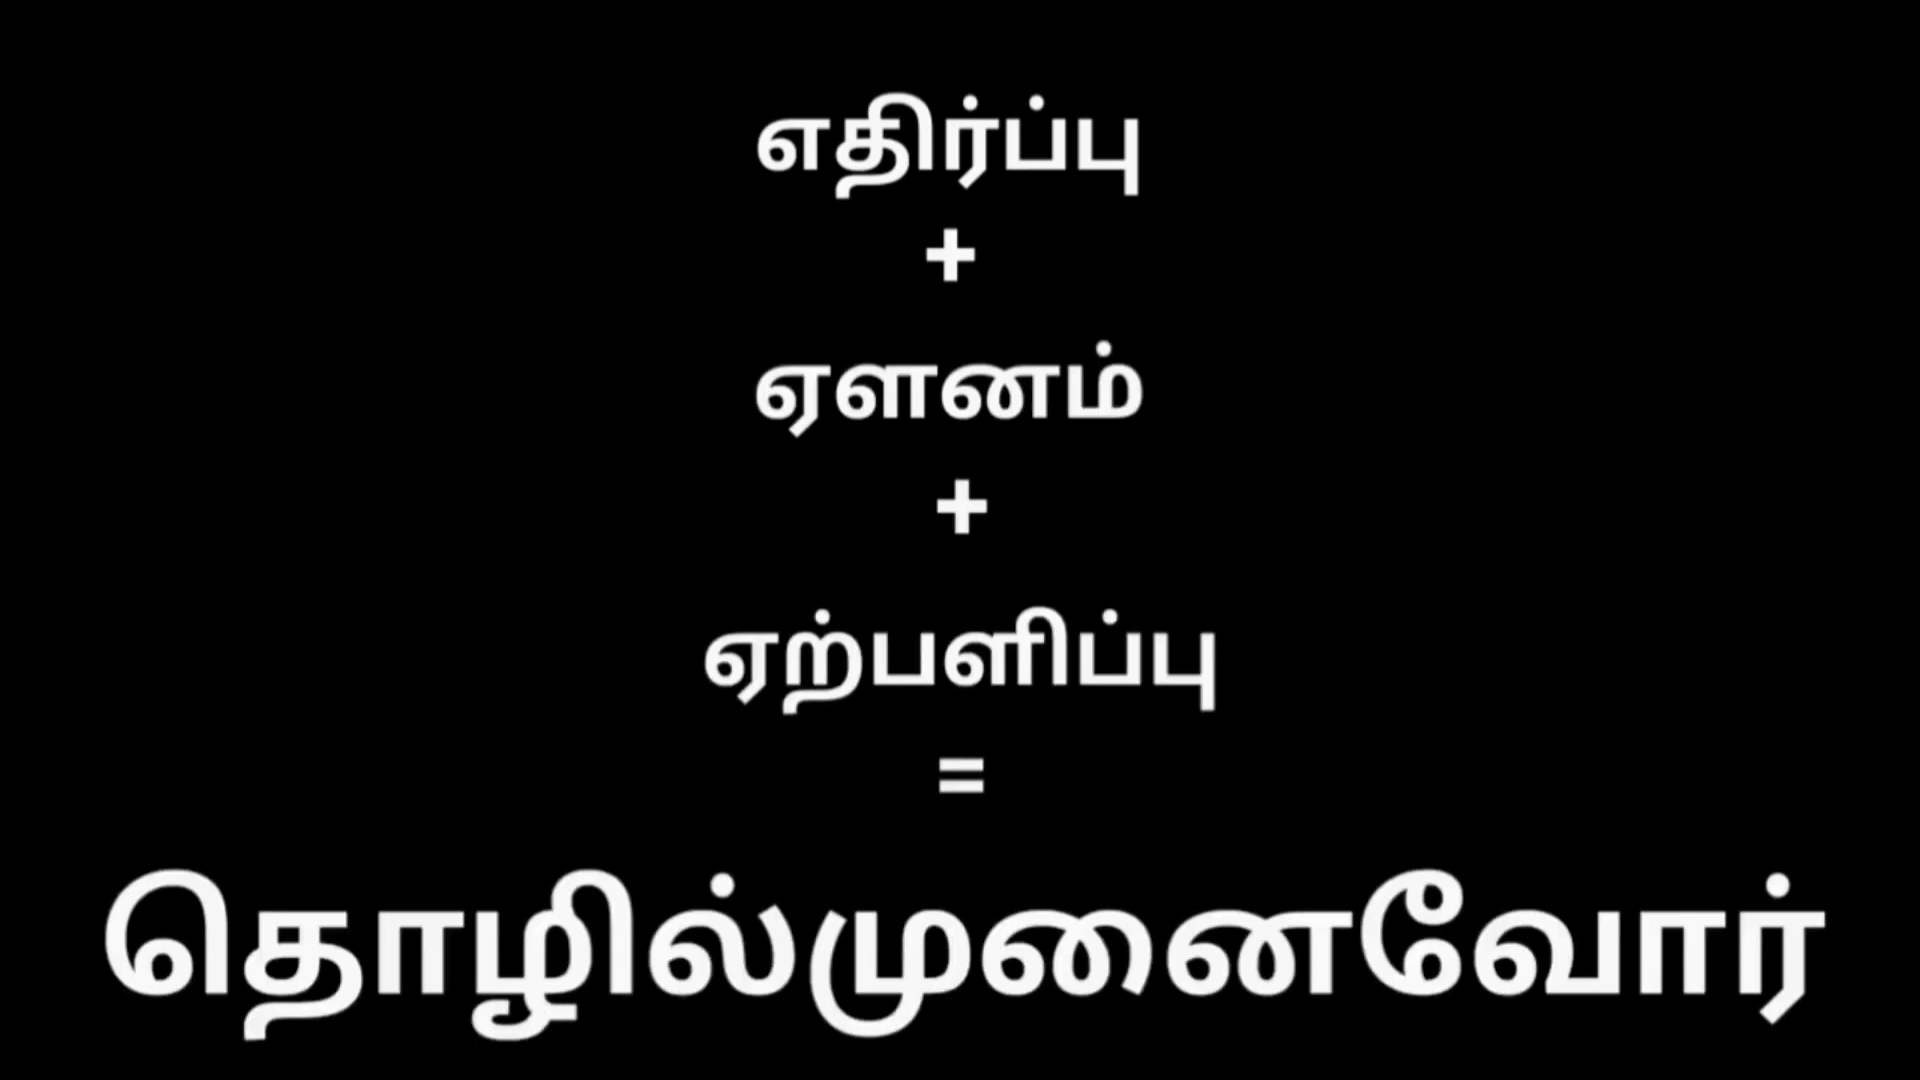 எதிர்ப்பு
+
ஏளனம்
+
ஏற்பளிப்பு
=
தொழில்முனைவோர்